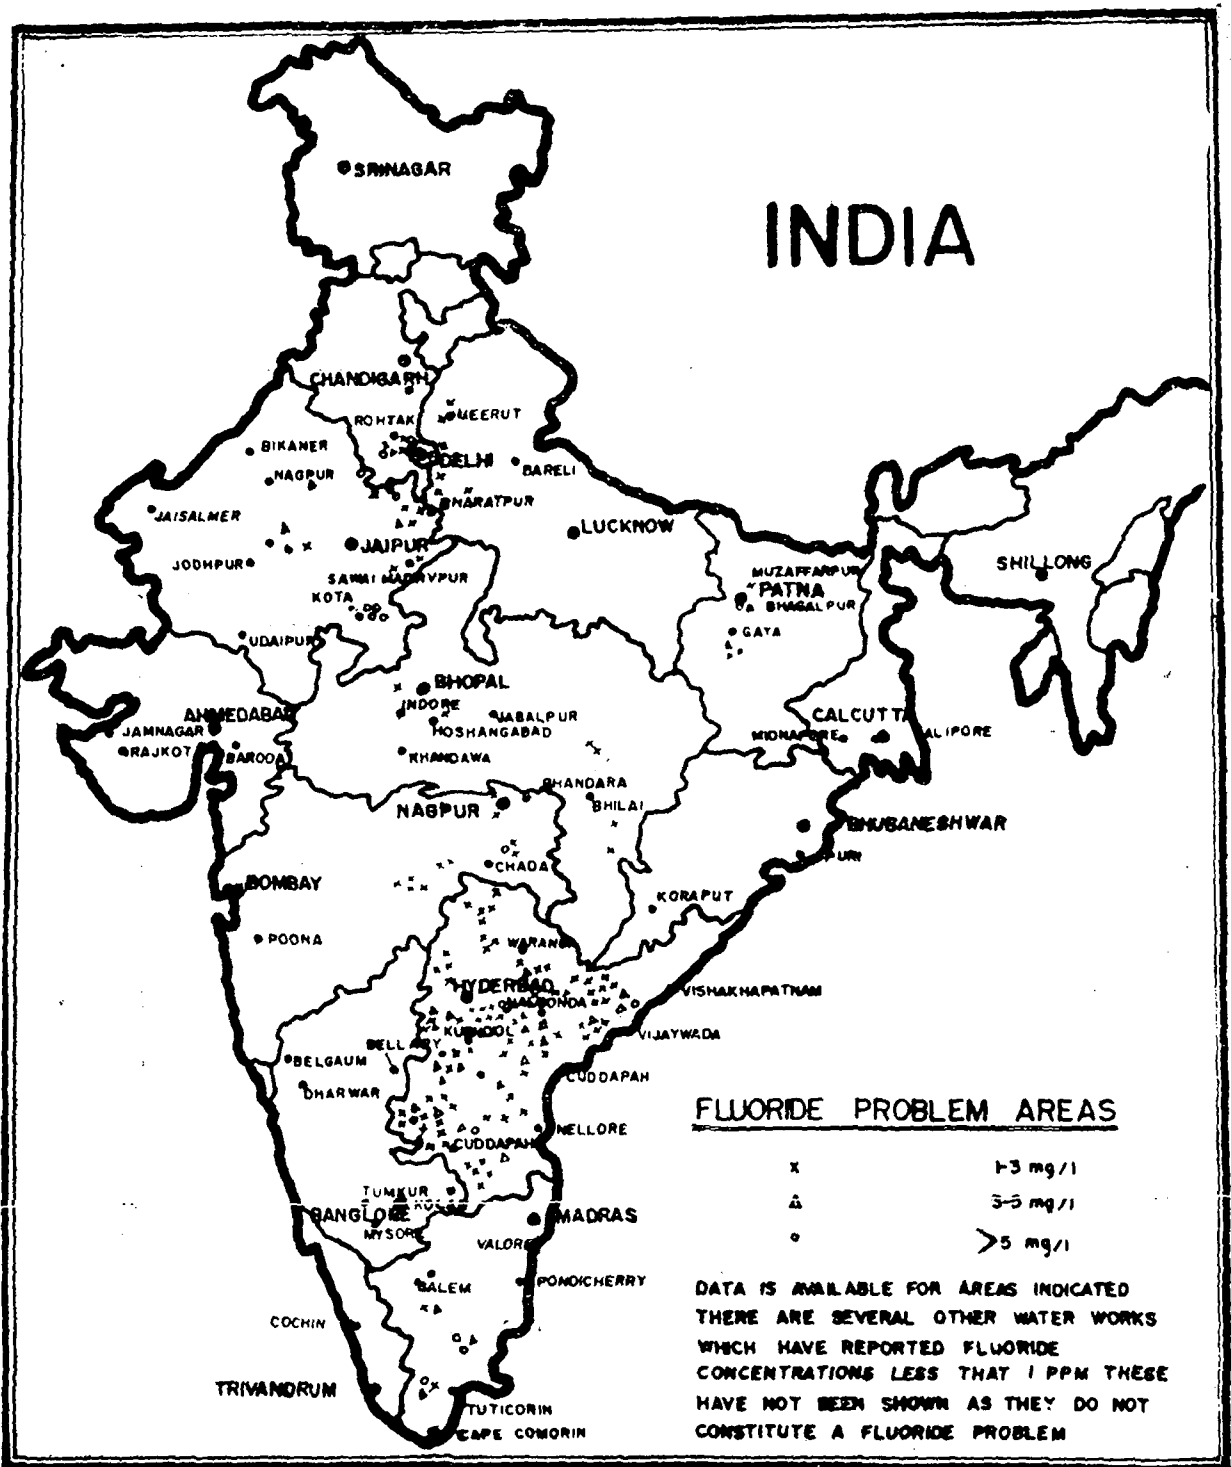 SRINAGAR
INDIA
CHANDIGARH
ROHTAK
MEERUT
BIKANER
DELHI
BARELI
NAGPUR
BHARATPUR
JAISALMER
LUCKNOW
JAIPUR
JODHPUR
SHILLONG
MUZAFFARPUR
PATNA
BHAGALPUR
KOTA
GAYA
UDAIPUR
BHOPAL
INDORE
AHMEDABAD
JABALPUR
CALCUTTA
JAMNAGAR
HOSHANGABAD
MIDNAPORE
ALIPORE
RAJKOT
BARODA
KHANDAWA
BHANDARA
NAGPUR
BHILAI
BHUBANESHWAR
PURI
CHADA
BOMBAY
KORAPUT
POONA
HYDERBAD
VISHAKHAPATNAM
NALGONDA
KURNOOL
VIJAYWADA
BELLARY
BELGAUM
CUDDAPAH
DHARWAR
FLUORIDE PROBLEM AREAS
NELLORE
CUDDAPAH
x 1-3 mg/l
TUMKUR
△ 3-5 mg/l
BANGLORE
MADRAS
MYSORE
VALORE
o >5 mg/l
SALEM
PONDICHERRY
DATA IS AVAILABLE FOR AREAS INDICATED
THERE ARE SEVERAL OTHER WATER WORKS
WHICH HAVE REPORTED FLUORIDE
CONCENTRATIONS LESS THAT 1 PPM THESE
HAVE NOT BEEN SHOWN AS THEY DO NOT
CONSTITUTE A FLUORIDE PROBLEM
COCHIN
TRIVANDRUM
TUTICORIN
CAPE COMORIN